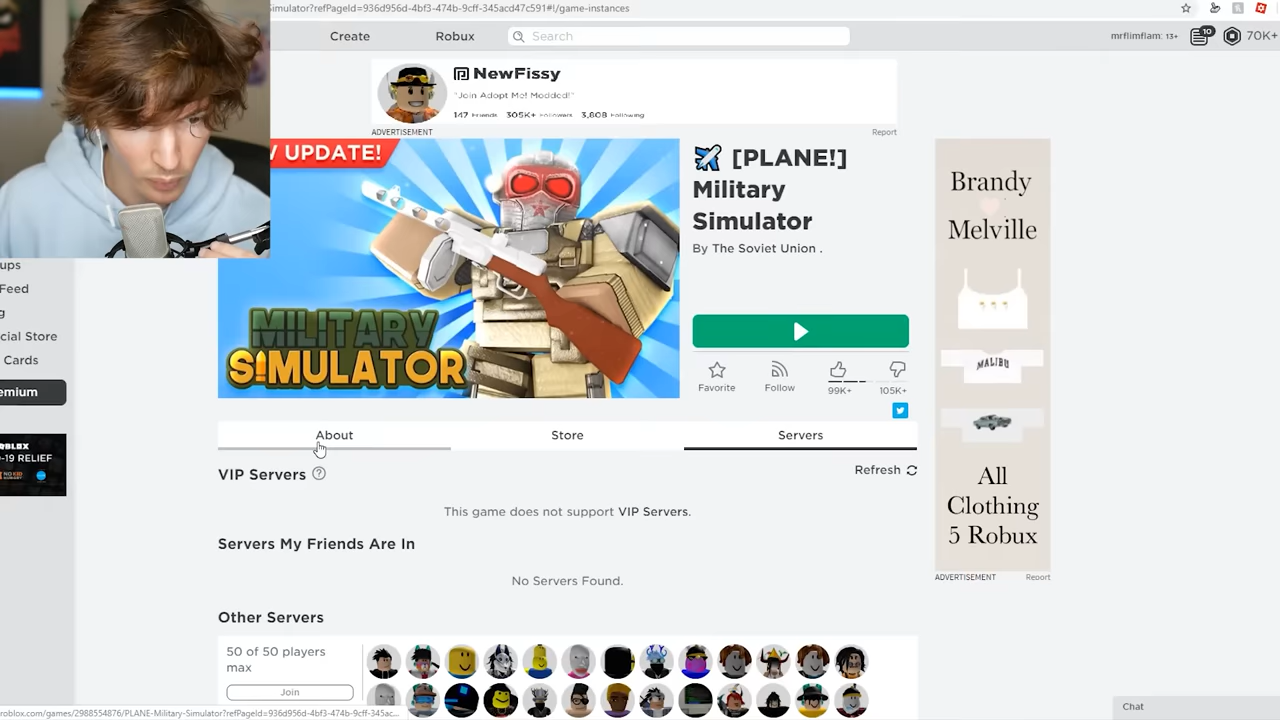 Simulator?refPageId=936d956d-4bf3-474b-9cff-345acd47c591#!/game-instances
Create Robux Search mrflimflam: 13+ 10 70K+
NewFissy
"Join Adopt Me! Modded!"
147 Friends 305K+ Followers 3,808 Following
ADVERTISEMENT Report
UPDATE!
[PLANE!]
Military
Simulator
By The Soviet Union .
MILITARY
SIMULATOR
Favorite Follow 99K+ 105K+
Brandy
Melville
MALIBU
All
Clothing
5 Robux
ADVERTISEMENT Report
ups
Feed
g
cial Store
Cards
emium
BLOX
-19 RELIEF
About Store Servers
VIP Servers ? Refresh
This game does not support VIP Servers.
Servers My Friends Are In
No Servers Found.
Other Servers
50 of 50 players
max
Join
Chat
roblox.com/games/2988554876/PLANE-Military-Simulator?refPageId=936d956d-4bf3-474b-9cff-345ac...